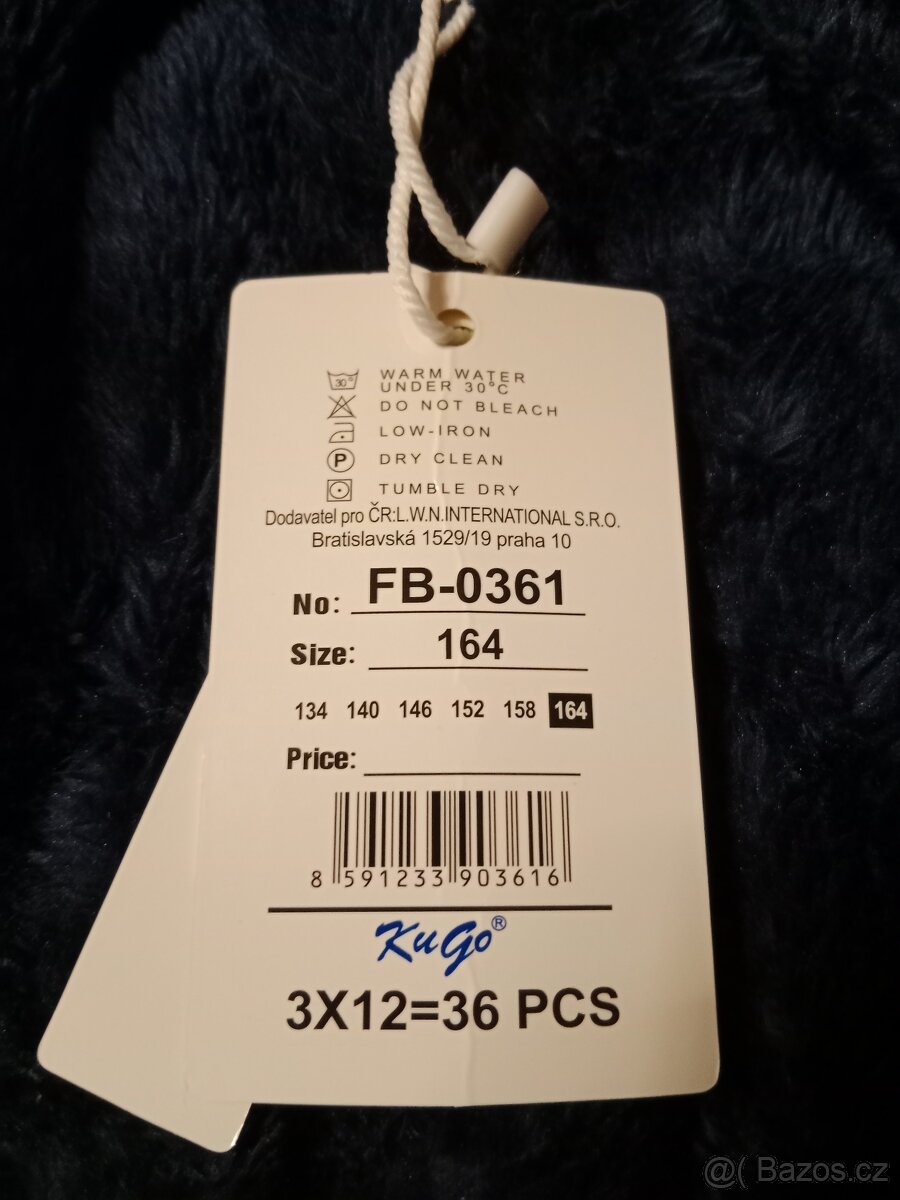 30°
WARM WATER
UNDER 30°C
DO NOT BLEACH
LOW-IRON
P
DRY CLEAN
TUMBLE DRY
Dodavatel pro ČR:L.W.N.INTERNATIONAL S.R.O.
Bratislavská 1529/19 praha 10
No: FB-0361
Size: 164
134 140 146 152 158 164
Price:
8 591233 903616
KuGo®
3X12=36 PCS
@( Bazos.cz